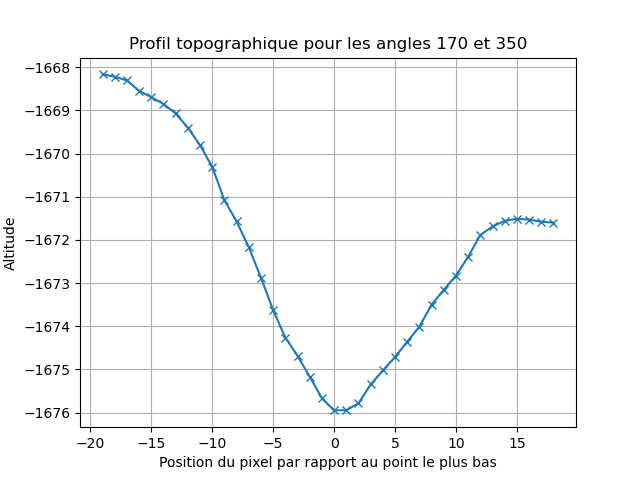 Profil topographique pour les angles 170 et 350
−1668
−1669
−1670
−1671
−1672
−1673
−1674
−1675
−1676
Altitude
−20 −15 −10 −5 0 5 10 15
Position du pixel par rapport au point le plus bas